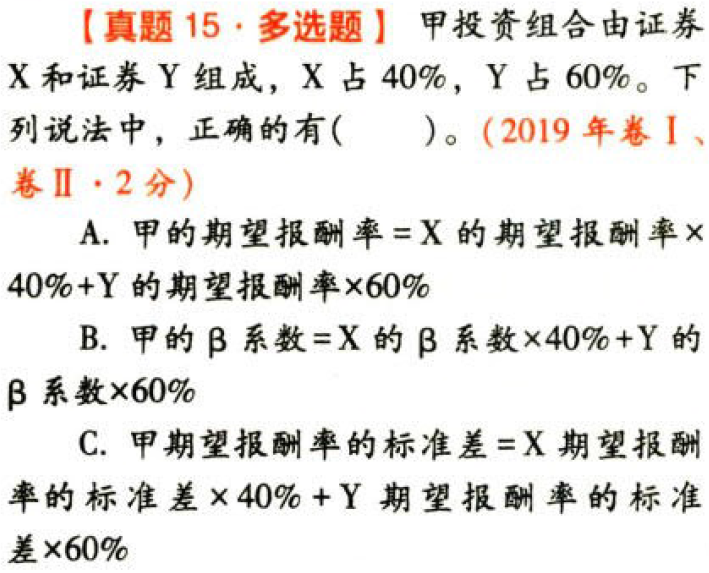 【真题 15·多选题】 甲投资组合由证券
X 和证券 Y 组成，X 占 40%，Y 占 60%。下
列说法中，正确的有(　　)。(2019 年卷Ⅰ、
卷Ⅱ·2 分)
A. 甲的期望报酬率=X 的期望报酬率×
40%+Y 的期望报酬率×60%
B. 甲的 β 系数=X 的 β 系数×40%+Y 的
β 系数×60%
C. 甲期望报酬率的标准差=X 期望报酬
率的标准差×40%+Y 期望报酬率的标准
差×60%